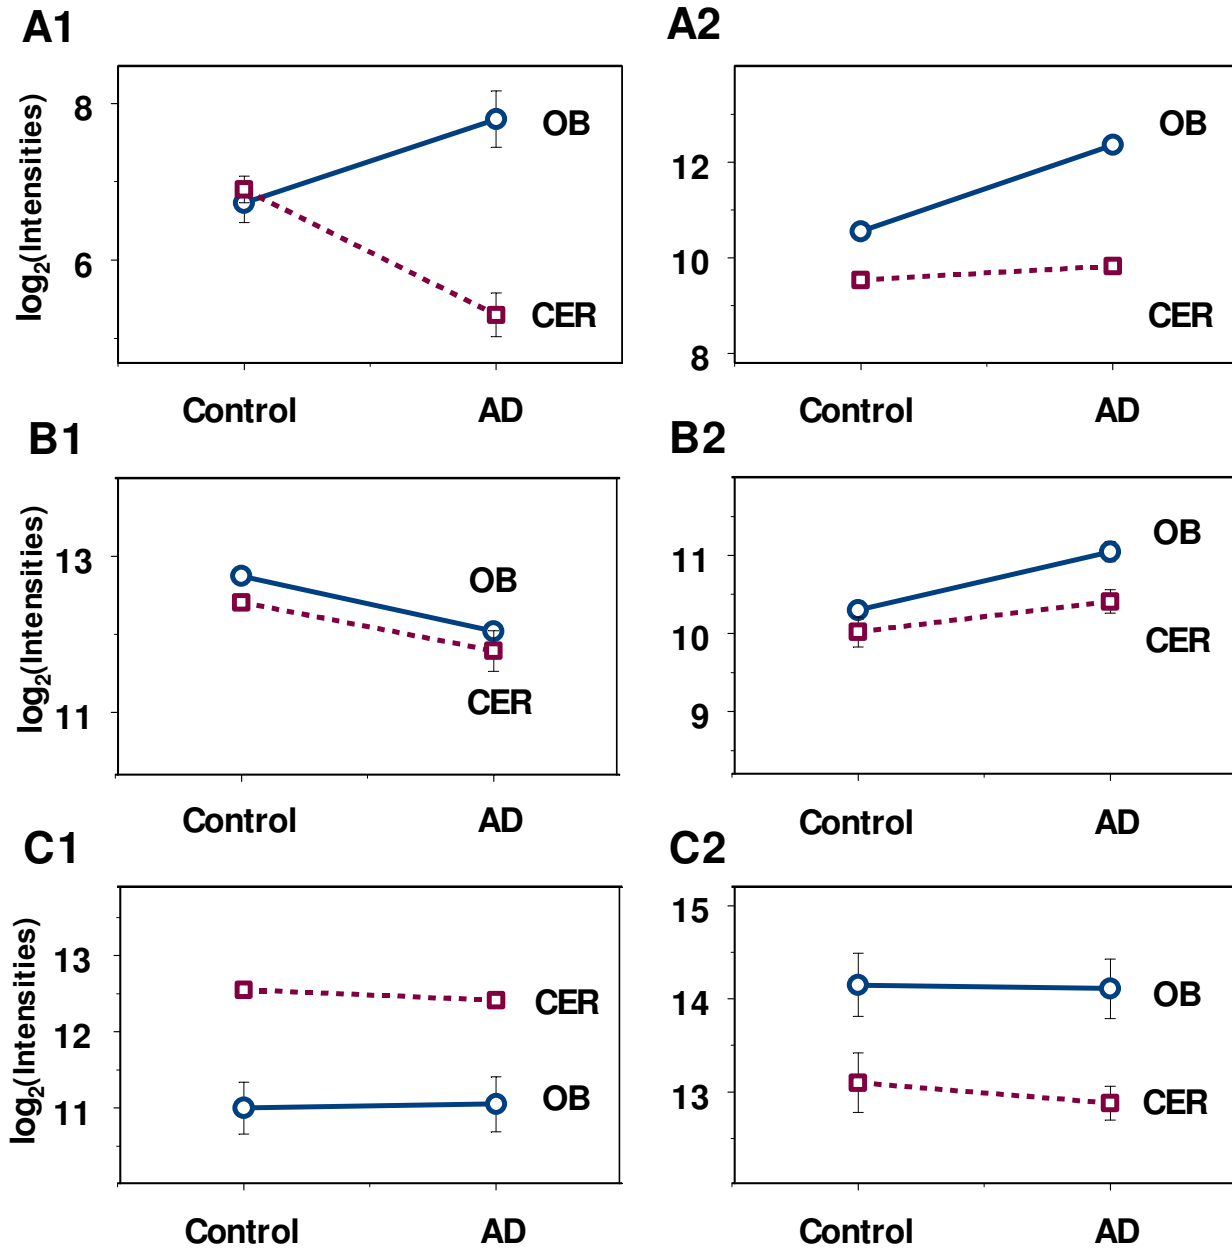 A1
log₂(Intensities)
8
6
OB
CER
Control
AD
A2
12
10
8
OB
CER
Control
AD
B1
log₂(Intensities)
13
11
OB
CER
Control
AD
B2
11
10
9
OB
CER
Control
AD
C1
log₂(Intensities)
13
12
11
CER
OB
Control
AD
C2
15
14
13
OB
CER
Control
AD